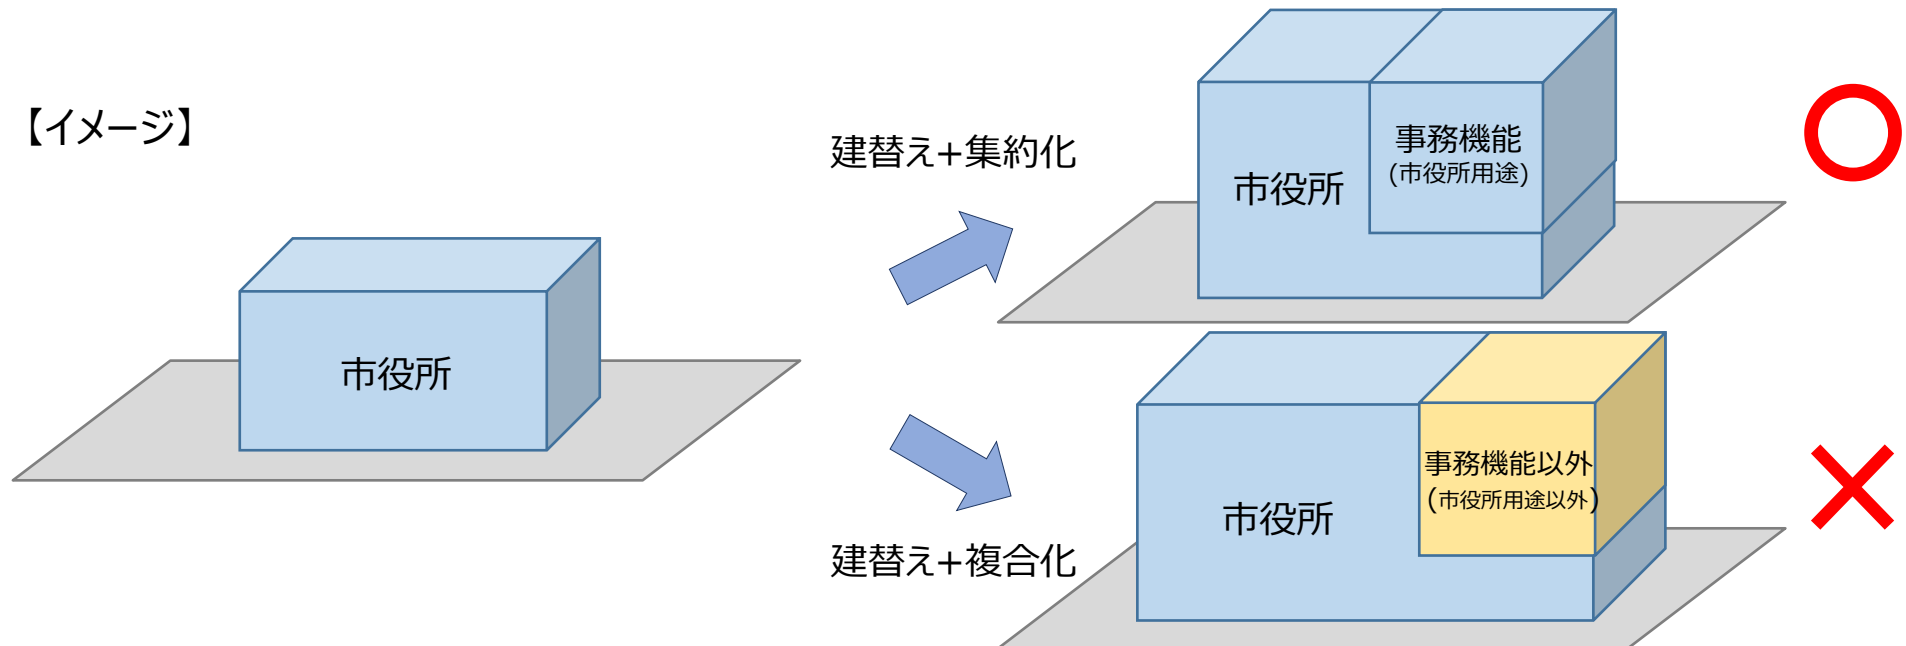 【イメージ】
市役所
建替え+集約化
市役所
事務機能
(市役所用途)
建替え+複合化
市役所
事務機能以外
(市役所用途以外)